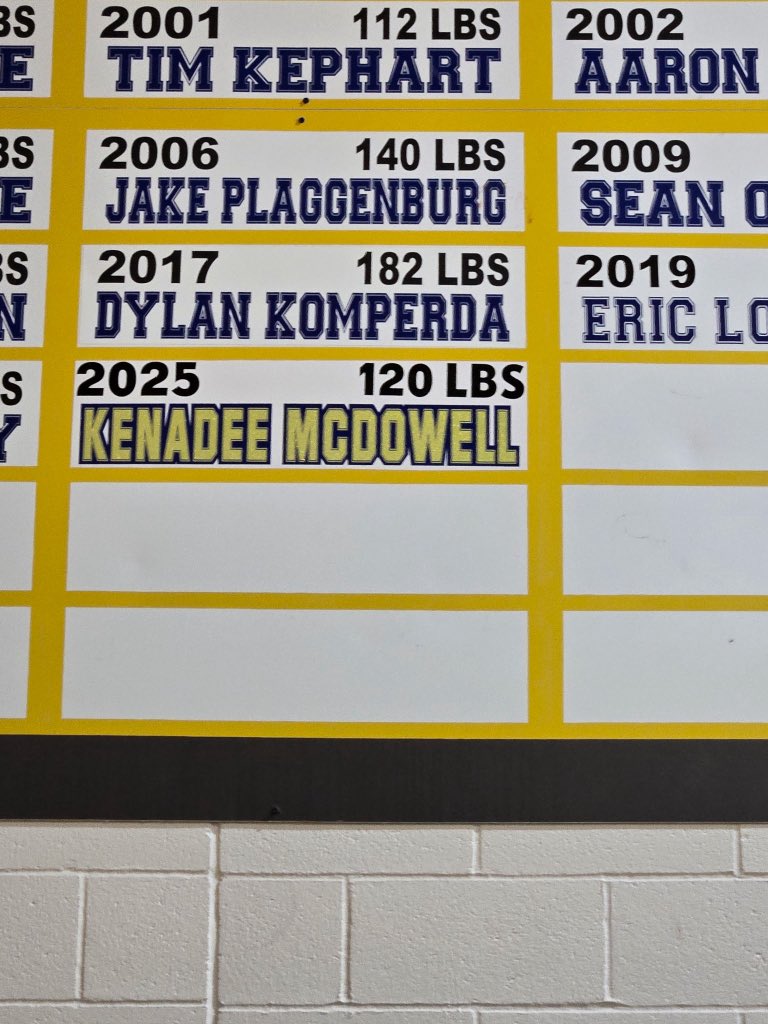 2001 112 LBS
TIM KEPHART
2002
AARON
2006 140 LBS
JAKE PLAGGENBURG
2009
SEAN
2017 182 LBS
DYLAN KOMPERDA
2019
ERIC
2025 120 LBS
KENADEE MCDOWELL